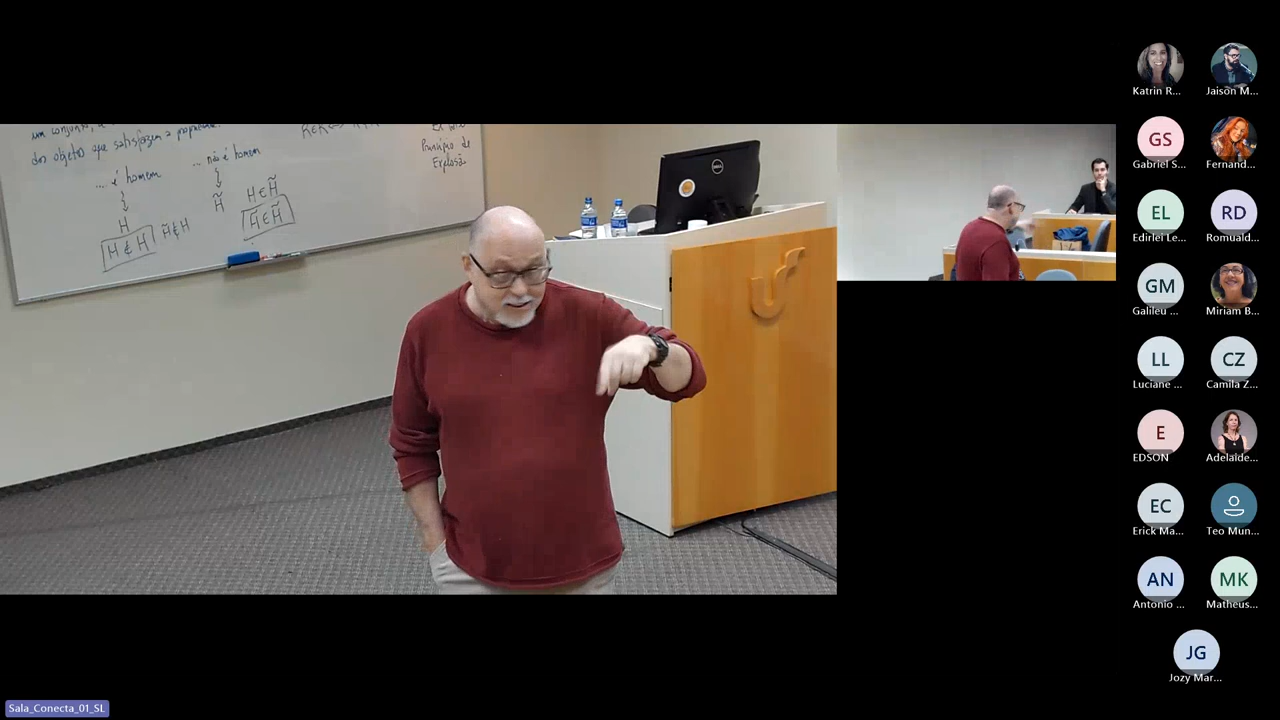 um conjunto, a
dos objetos que satisfazem a propriedade.
... é homem
... não é homem
H
H̃
H ∈ H̃
H ∉ H
H̃ ∉ H
H̃ ∈ H̃
Princípio de
Explosão
DELL
Katrin R...
Jaison M...
GS
Gabriel S...
Fernand...
EL
Edirlei Le...
RD
Romuald...
GM
Galileu ...
Miriam B...
LL
Luciane ...
CZ
Camila Z...
E
EDSON
Adelaide...
EC
Erick Ma...
Teo Mun...
AN
Antonio ...
MK
Matheus...
JG
Jozy Mar...
Sala_Conecta_01_SL